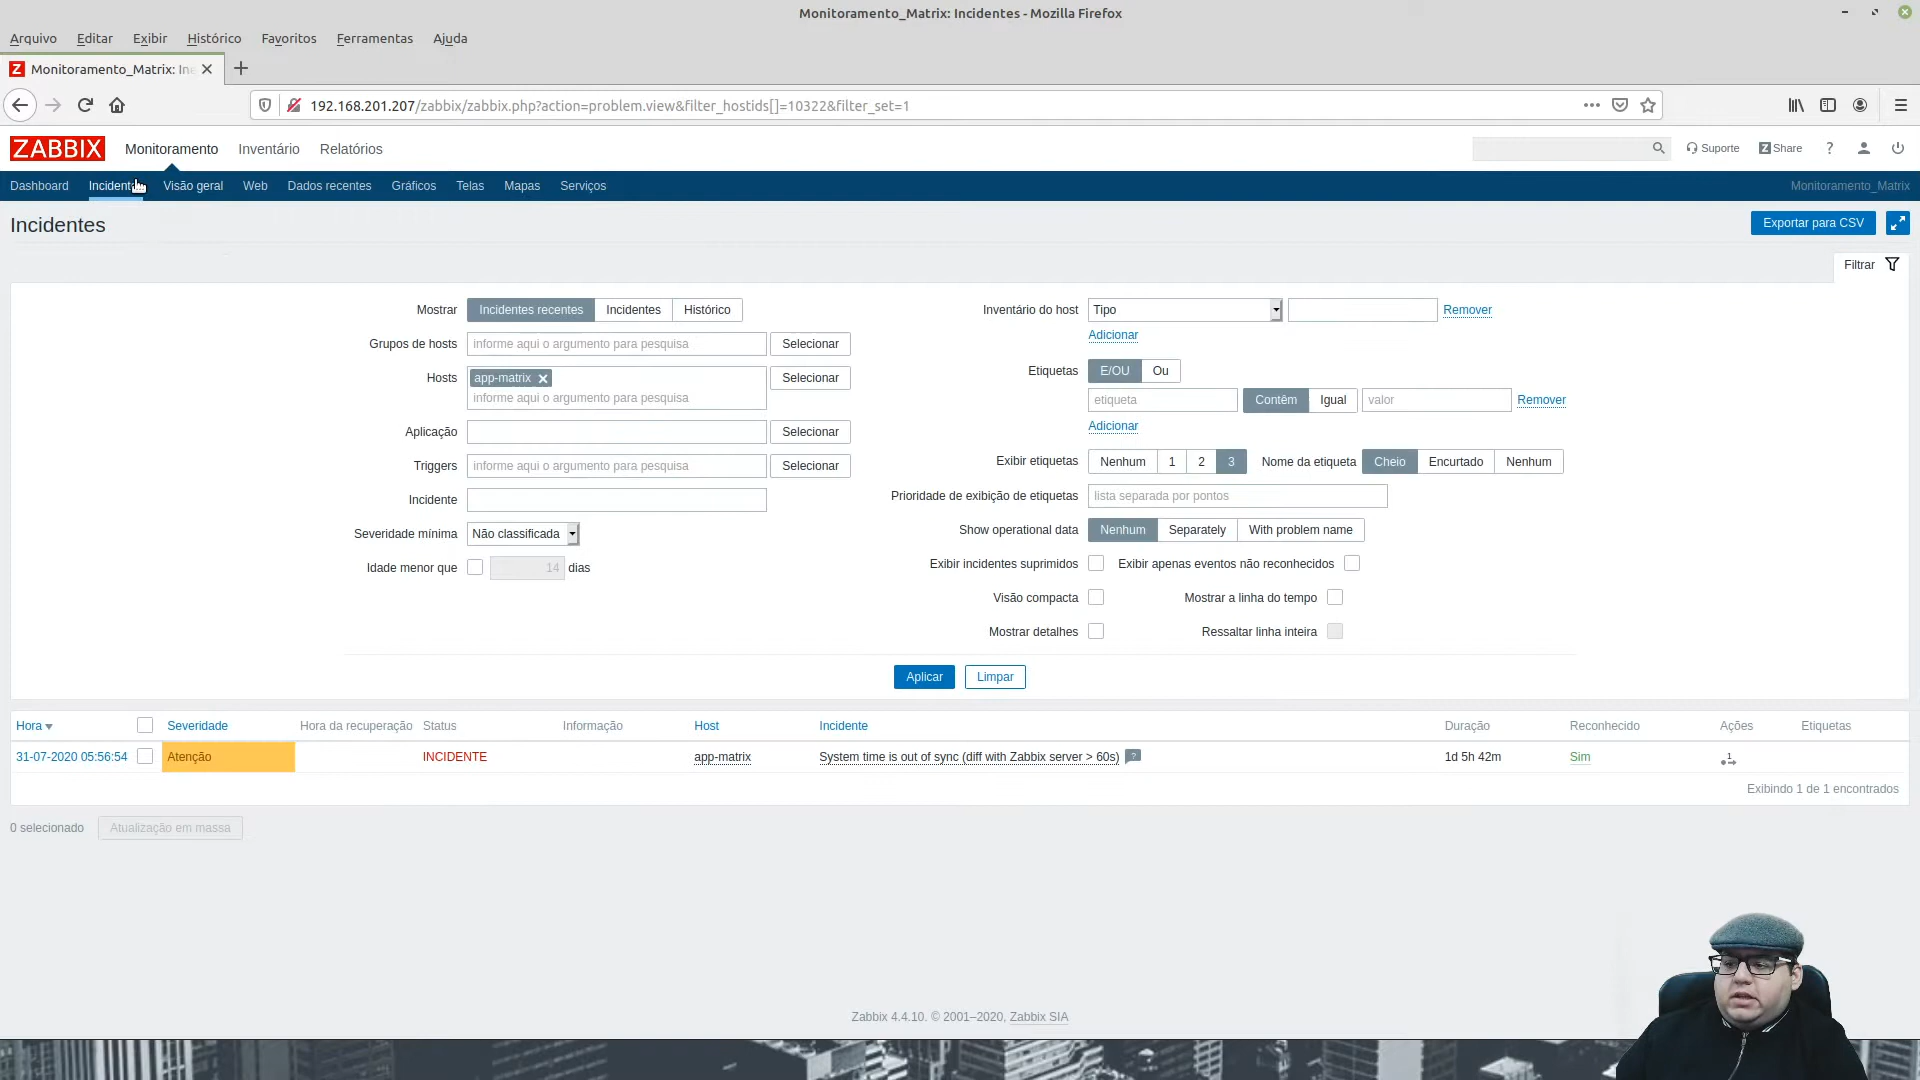 Monitoramento_Matrix: Incidentes - Mozilla Firefox
Arquivo Editar Exibir Histórico Favoritos Ferramentas Ajuda
Z Monitoramento_Matrix: Inc
192.168.201.207/zabbix/zabbix.php?action=problem.view&filter_hostids[]=10322&filter_set=1
ZABBIX Monitoramento Inventário Relatórios Suporte Z Share ?
Dashboard Incidentes Visão geral Web Dados recentes Gráficos Telas Mapas Serviços Monitoramento_Matrix
Incidentes Exportar para CSV
Filtrar
Mostrar Incidentes recentes Incidentes Histórico Inventário do host Tipo Remover
Adicionar
Grupos de hosts informe aqui o argumento para pesquisa Selecionar
Hosts app-matrix Selecionar Etiquetas E/OU Ou
informe aqui o argumento para pesquisa etiqueta Contêm Igual valor Remover
Adicionar
Aplicação Selecionar
Triggers informe aqui o argumento para pesquisa Selecionar Exibir etiquetas Nenhum 1 2 3 Nome da etiqueta Cheio Encurtado Nenhum
Incidente Prioridade de exibição de etiquetas lista separada por pontos
Severidade mínima Não classificada Show operational data Nenhum Separately With problem name
Idade menor que 14 dias Exibir incidentes suprimidos Exibir apenas eventos não reconhecidos
Visão compacta Mostrar a linha do tempo
Mostrar detalhes Ressaltar linha inteira
Aplicar Limpar
Hora Severidade Hora da recuperação Status Informação Host Incidente Duração Reconhecido Ações Etiquetas
31-07-2020 05:56:54 Atenção INCIDENTE app-matrix System time is out of sync (diff with Zabbix server > 60s) ? 1d 5h 42m Sim 1
Exibindo 1 de 1 encontrados
0 selecionado Atualização em massa
Zabbix 4.4.10. © 2001–2020, Zabbix SIA